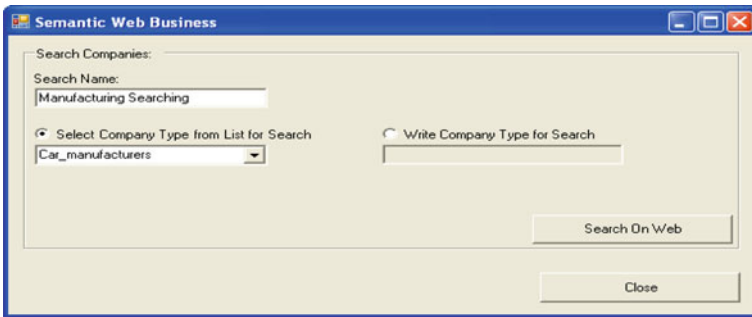 Semantic Web Business
Search Companies:
Search Name:
Manufacturing Searching
Select Company Type from List for Search
Write Company Type for Search
Car_manufacturers
Search On Web
Close